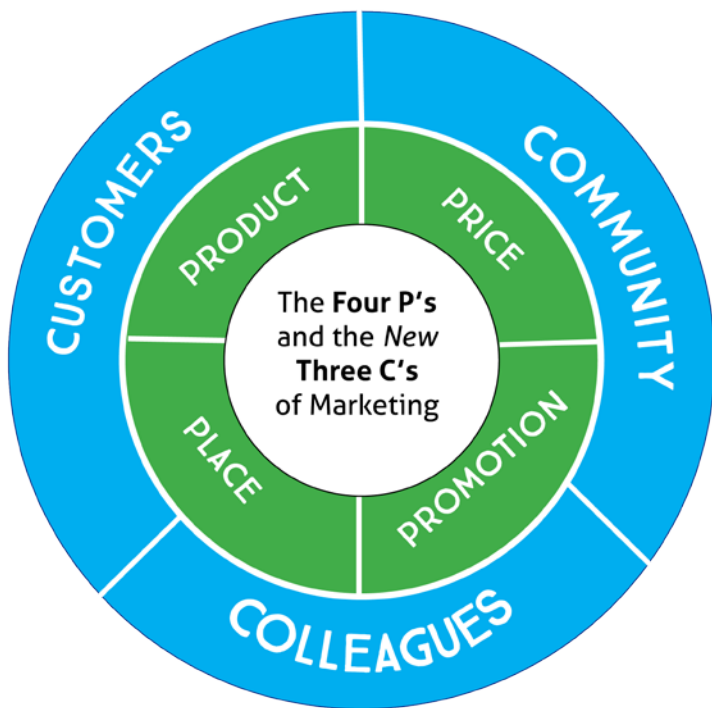 CUSTOMERS
COMMUNITY
PRODUCT
PRICE
The Four P's
and the New
Three C's
of Marketing
PLACE
PROMOTION
COLLEAGUES